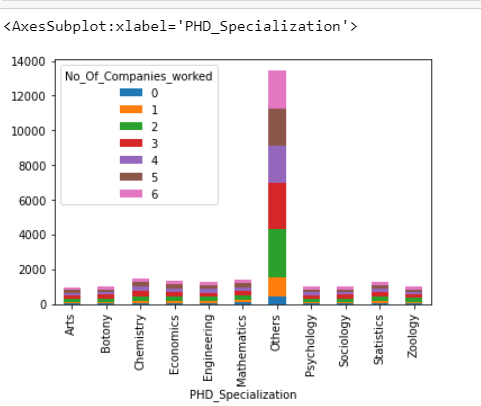 <AxesSubplot:xlabel='PHD_Specialization'>
14000
12000
10000
8000
6000
4000
2000
0
No_Of_Companies_worked
0
1
2
3
4
5
6
Arts
Botony
Chemistry
Economics
Engineering
Mathematics
Others
Psychology
Sociology
Statistics
Zoology
PHD_Specialization